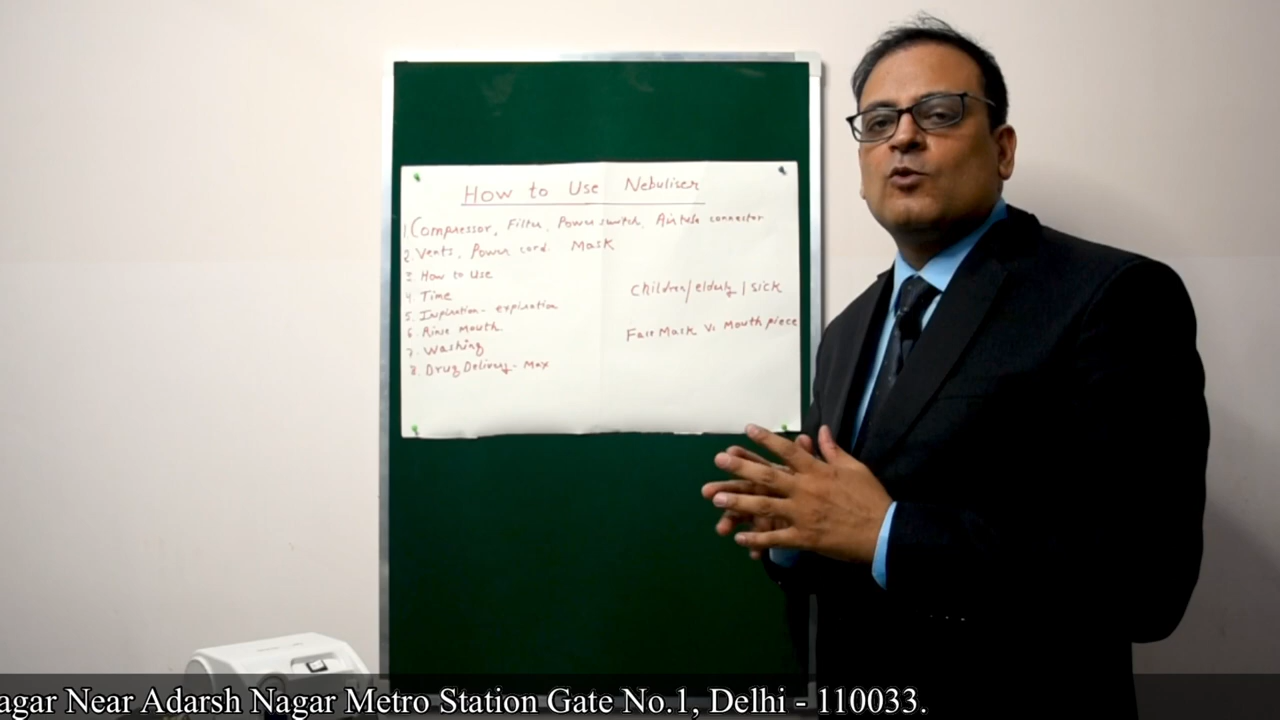 How to Use Nebuliser
1 Compressor, Filter, Power switch, Air tube connector
2. Vents, Power cord. Mask
3 How to Use
4. Time
5. Inspiration - expiration
6 Rinse Mouth
7. Washing
8. Drug Delivery - Max
Children/elderly / sick
Face Mask Vs Mouth piece
agar Near Adarsh Nagar Metro Station Gate No.1, Delhi - 110033.